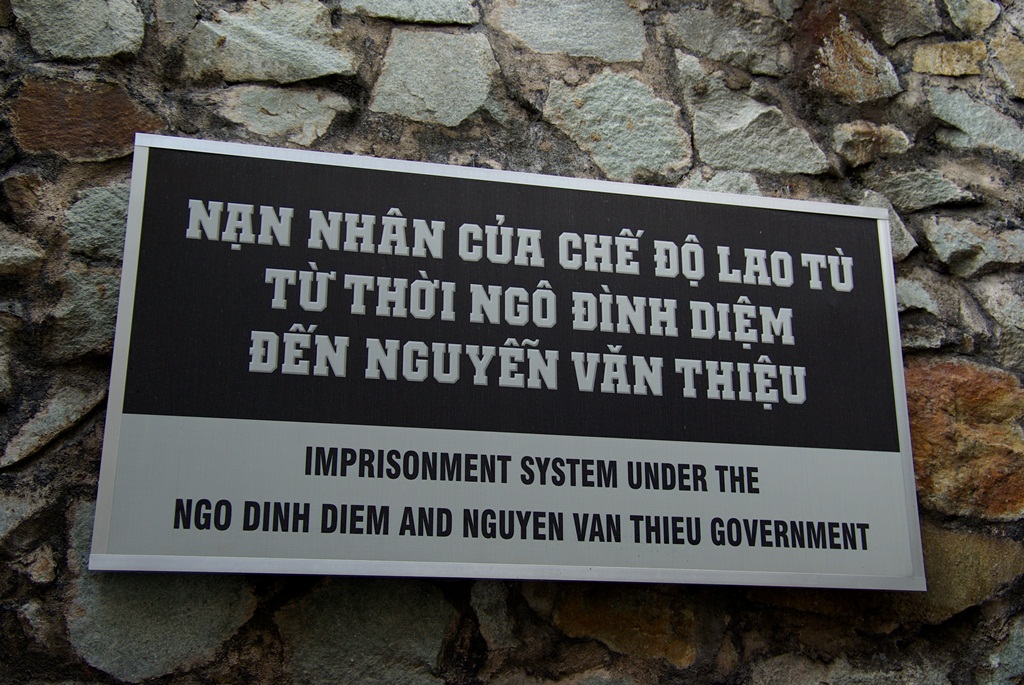 NẠN NHÂN CỦA CHẾ ĐỘ LAO TÙ
TỪ THỜI NGÔ ĐÌNH DIỆM
ĐẾN NGUYỄN VĂN THIỆU
IMPRISONMENT SYSTEM UNDER THE
NGO DINH DIEM AND NGUYEN VAN THIEU GOVERNMENT